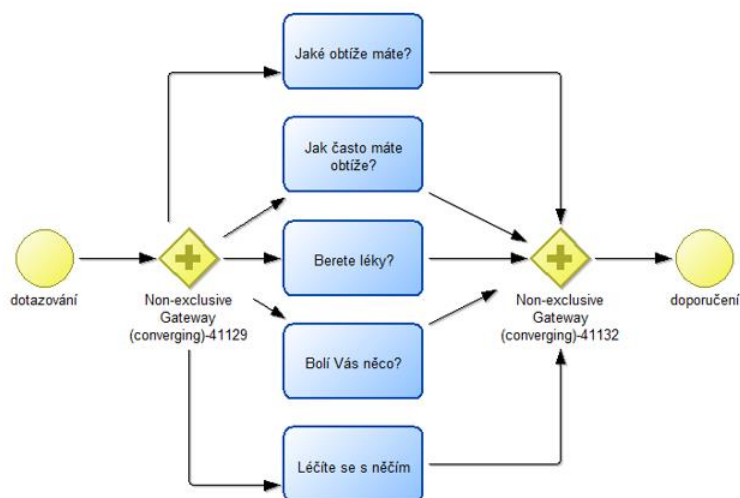 Jaké obtíže máte?
Jak často máte
obtíže?
Berete léky?
dotazování
Non-exclusive
Gateway
(converging)-41129
Non-exclusive
Gateway
(converging)-41132
doporučení
Bolí Vás něco?
Léčíte se s něčím